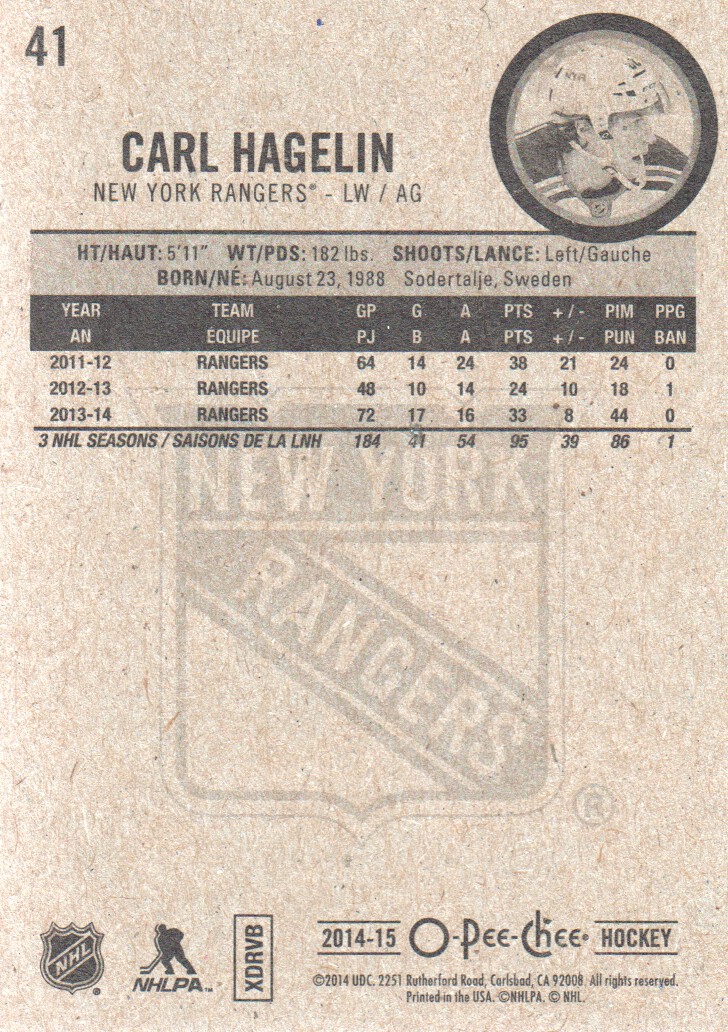 41
CARL HAGELIN
NEW YORK RANGERS® - LW / AG
HT/HAUT: 5'11" WT/PDS: 182 lbs. SHOOTS/LANCE: Left/Gauche
BORN/NÉ: August 23, 1988 Sodertalje, Sweden
YEAR TEAM GP G A PTS +/- PIM PPG
AN ÉQUIPE PJ B A PTS +/- PUN BAN
2011-12 RANGERS 64 14 24 38 21 24 0
2012-13 RANGERS 48 10 14 24 10 18 1
2013-14 RANGERS 72 17 16 33 8 44 0
3 NHL SEASONS / SAISONS DE LA LNH 184 41 54 95 39 86 1
NEW YORK
RANGERS
®
NHL ®
NHLPA™
XDRVB
2014-15 O-Pee-Chee® HOCKEY
©2014 UDC. 2251 Rutherford Road, Carlsbad, CA 92008. All rights reserved.
Printed in the USA. ©NHLPA. © NHL.